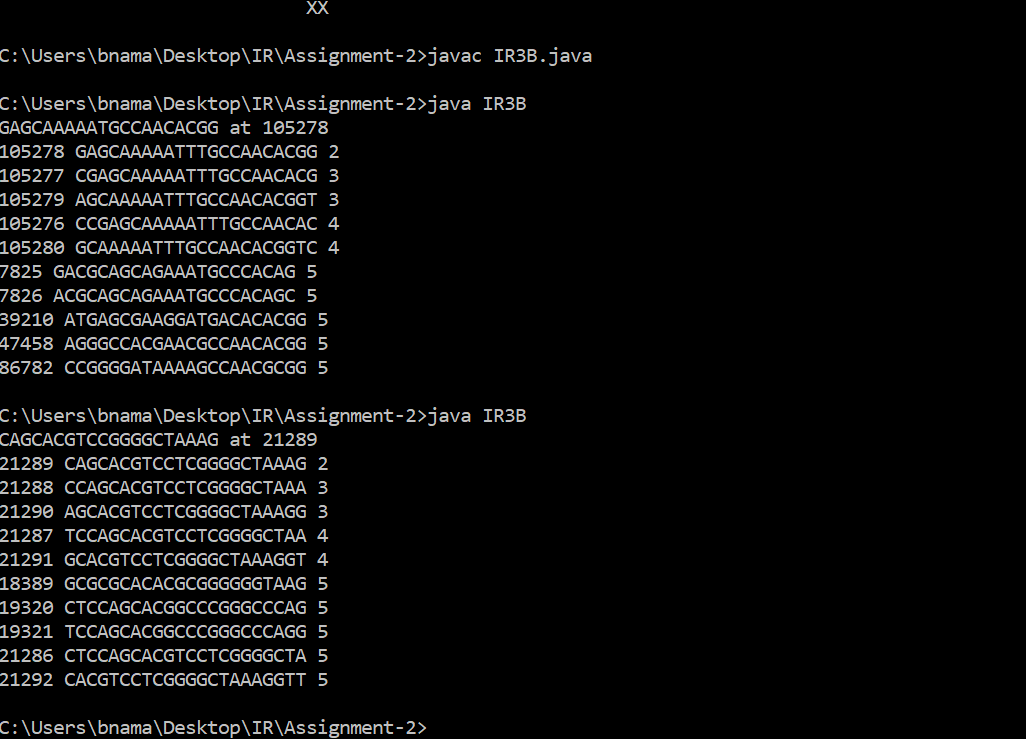 XX
C:\Users\bnama\Desktop\IR\Assignment-2>javac IR3B.java
C:\Users\bnama\Desktop\IR\Assignment-2>java IR3B
GAGCAAAAATGCCAACACGG at 105278
105278 GAGCAAAAATTTGCCAACACGG 2
105277 CGAGCAAAAATTTGCCAACACG 3
105279 AGCAAAAATTTGCCAACACGGT 3
105276 CCGAGCAAAAATTTGCCAACAC 4
105280 GCAAAAATTTGCCAACACGGTC 4
7825 GACGCAGCAGAAATGCCCACAG 5
7826 ACGCAGCAGAAATGCCCACAGC 5
39210 ATGAGCGAAGGATGACACACGG 5
47458 AGGGCCACGAACGCCAACACGG 5
86782 CCGGGGATAAAAGCCAACGCGG 5
C:\Users\bnama\Desktop\IR\Assignment-2>java IR3B
CAGCACGTCCGGGGCTAAAG at 21289
21289 CAGCACGTCCTCGGGGCTAAAG 2
21288 CCAGCACGTCCTCGGGGCTAAA 3
21290 AGCACGTCCTCGGGGCTAAAGG 3
21287 TCCAGCACGTCCTCGGGGCTAA 4
21291 GCACGTCCTCGGGGCTAAAGGT 4
18389 GCGCGCACACGCGGGGGGTAAG 5
19320 CTCCAGCACGGCCCGGGCCCAG 5
19321 TCCAGCACGGCCCGGGCCCAGG 5
21286 CTCCAGCACGTCCTCGGGGCTA 5
21292 CACGTCCTCGGGGCTAAAGGTT 5
C:\Users\bnama\Desktop\IR\Assignment-2>